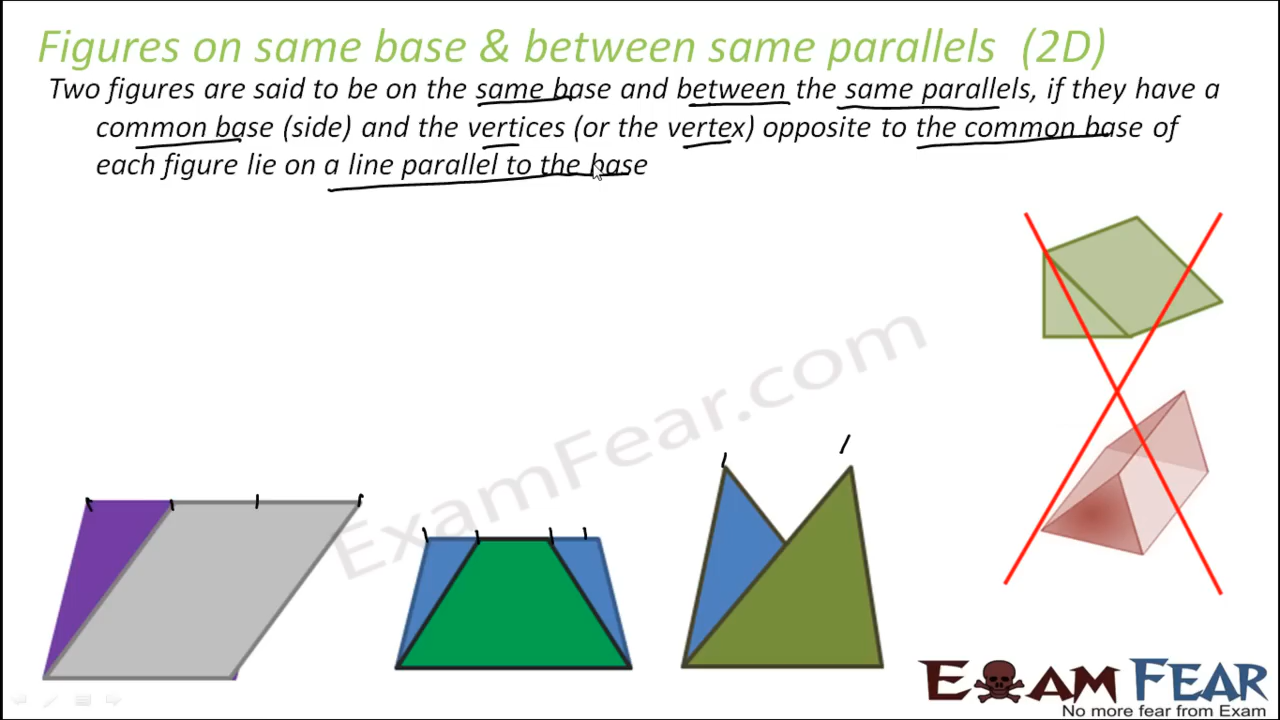 Figures on same base & between same parallels (2D)
Two figures are said to be on the same base and between the same parallels, if they have a
common base (side) and the vertices (or the vertex) opposite to the common base of
each figure lie on a line parallel to the base
ExamFear.com
EXAM FEAR
No more fear from Exam